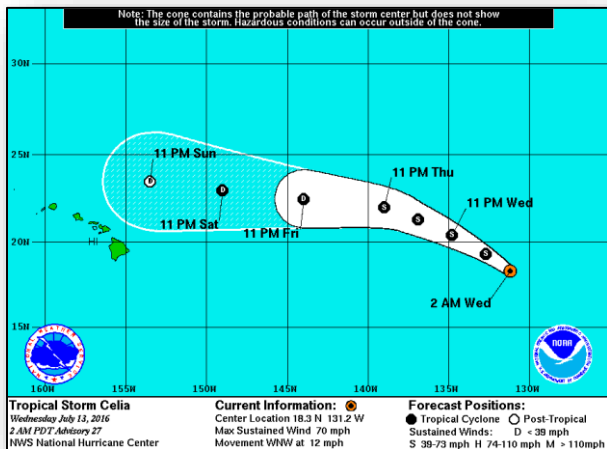 Note: The cone contains the probable path of the storm center but does not show
the size of the storm. Hazardous conditions can occur outside of the cone.
30N
25N
20N
15N
11 PM Sun
11 PM Thu
11 PM Sat
11 PM Fri
11 PM Wed
2 AM Wed
HI
NOAA
160W
155W
150W
145W
140W
135W
130W
Tropical Storm Celia
Wednesday July 13, 2016
2 AM PDT Advisory 27
NWS National Hurricane Center
Current Information:
Center Location 18.3 N 131.2 W
Max Sustained Wind 70 mph
Movement WNW at 12 mph
Forecast Positions:
Tropical Cyclone Post-Tropical
Sustained Winds: D < 39 mph
S 39-73 mph H 74-110 mph M > 110mph
D
D
D
S
S
S
S